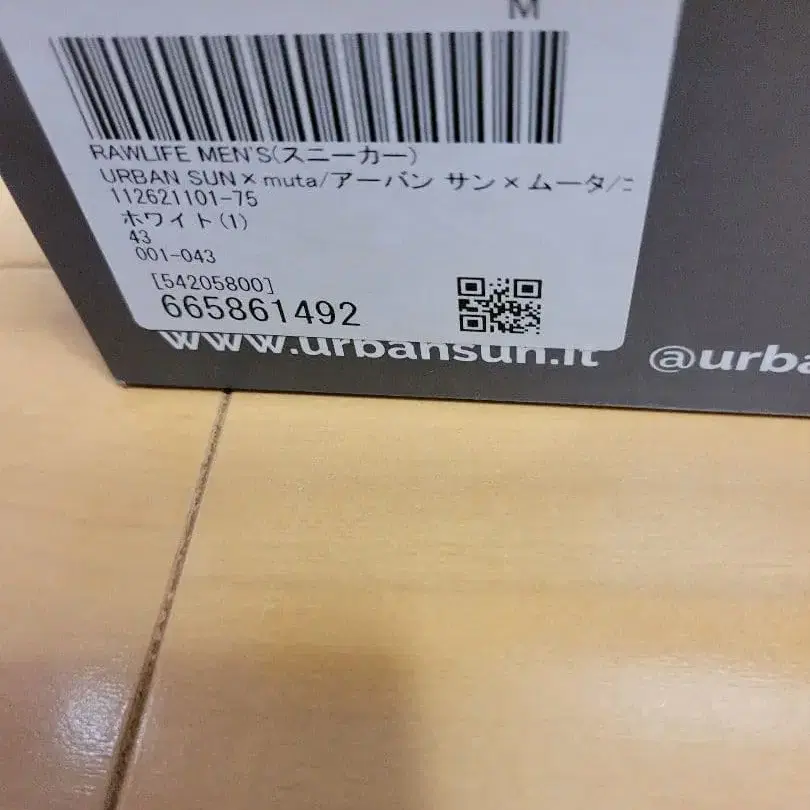 M
RAWLIFE MEN'S(スニーカー)
URBAN SUN×muta/アーバン サン×ムータ/コ
112621101-75
ホワイト(1)
43
001-043
[54205800]
665861492
www.urbansun.it @urba